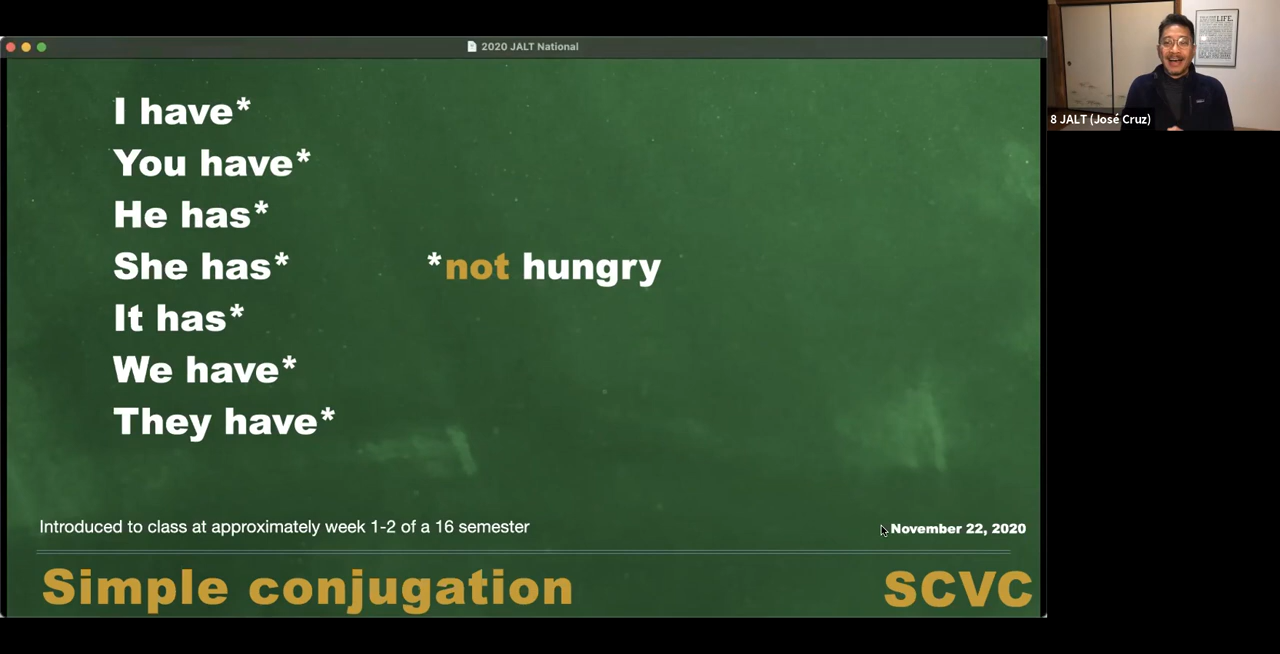 2020 JALT National
I have*
You have*
He has*
She has*
*not hungry
It has*
We have*
They have*
Introduced to class at approximately week 1-2 of a 16 semester
November 22, 2020
Simple conjugation
SCVC
LIFE.
8 JALT (José Cruz)